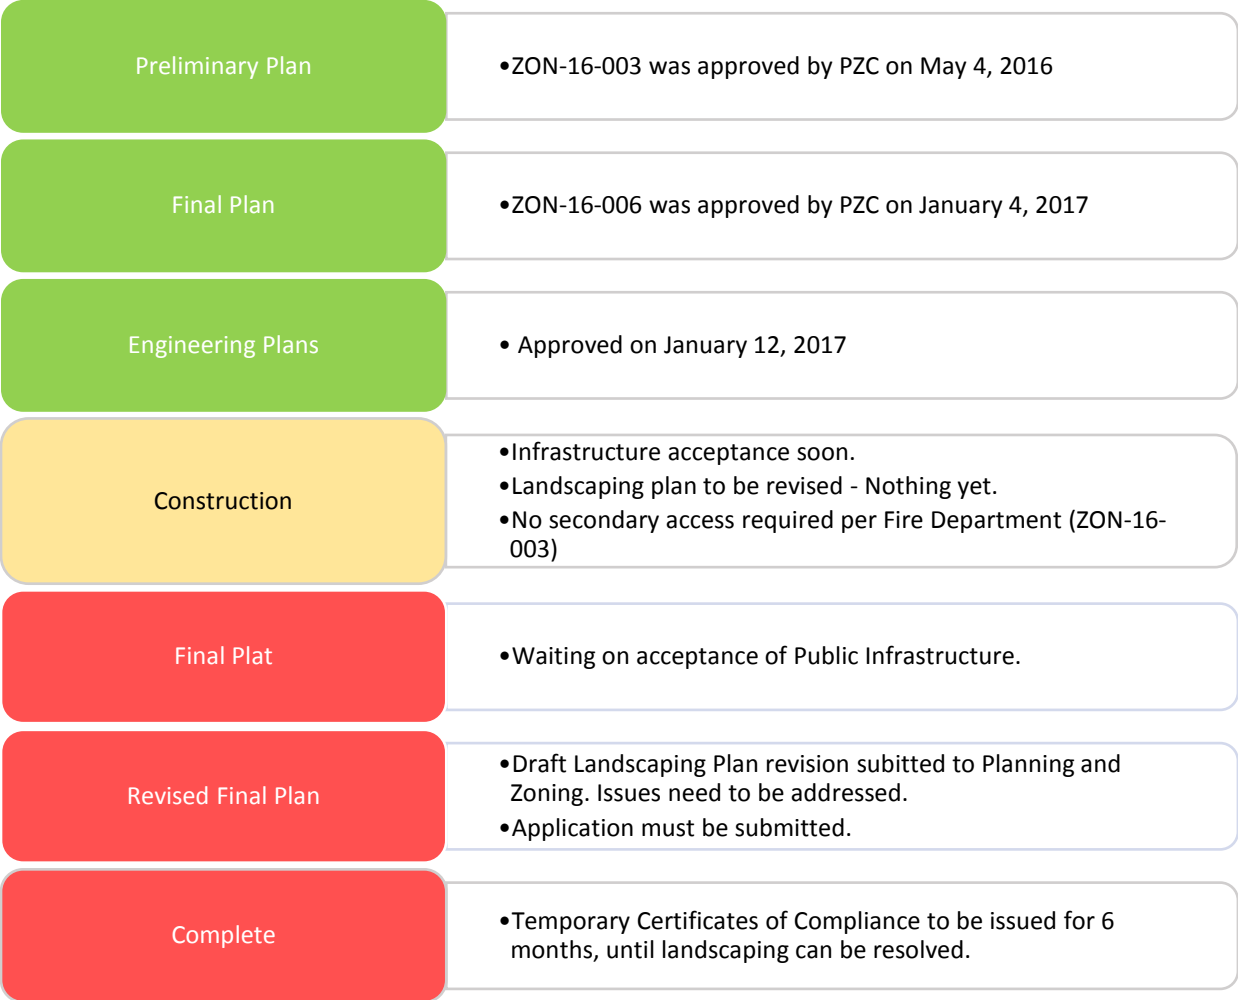 Preliminary Plan
•ZON-16-003 was approved by PZC on May 4, 2016
Final Plan
•ZON-16-006 was approved by PZC on January 4, 2017
Engineering Plans
• Approved on January 12, 2017
Construction
•Infrastructure acceptance soon.
•Landscaping plan to be revised - Nothing yet.
•No secondary access required per Fire Department (ZON-16-
003)
Final Plat
•Waiting on acceptance of Public Infrastructure.
Revised Final Plan
•Draft Landscaping Plan revision subitted to Planning and
Zoning. Issues need to be addressed.
•Application must be submitted.
Complete
•Temporary Certificates of Compliance to be issued for 6
months, until landscaping can be resolved.